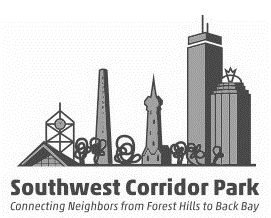 Southwest Corridor Park
Connecting Neighbors from Forest Hills to Back Bay